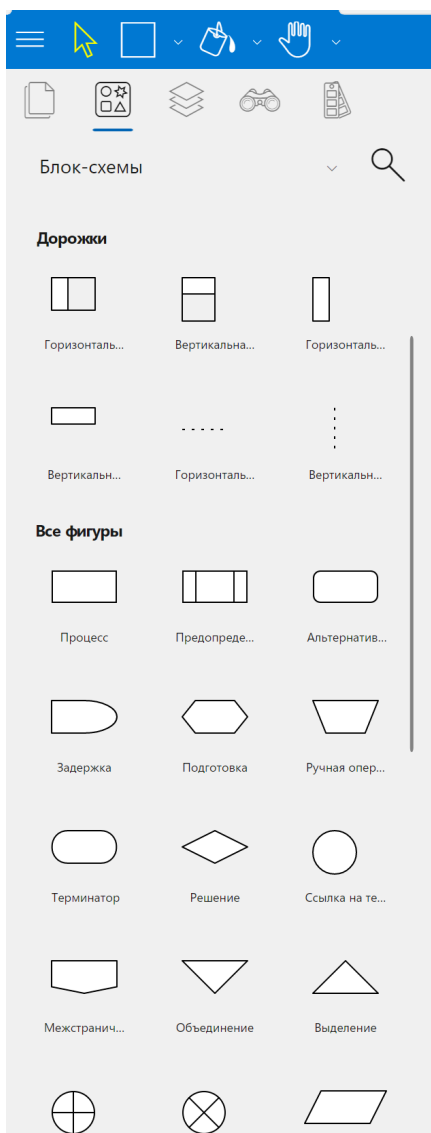 Блок-схемы
Дорожки
Горизонталь... Вертикальна... Горизонталь...
Вертикальн... Горизонталь... Вертикальн...
Все фигуры
Процесс Предопреде... Альтернатив...
Задержка Подготовка Ручная опер...
Терминатор Решение Ссылка на те...
Межстранич... Объединение Выделение